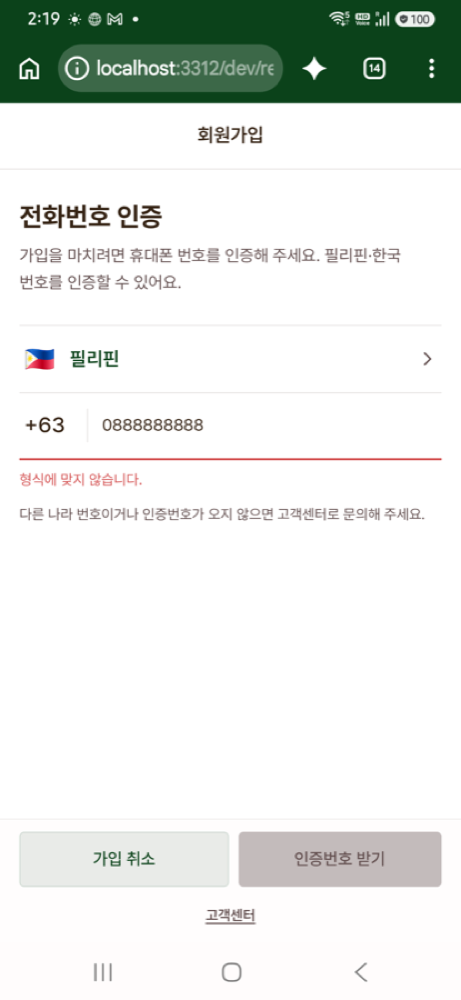 2:19
100
localhost:3312/dev/re
14
회원가입
전화번호 인증
가입을 마치려면 휴대폰 번호를 인증해 주세요. 필리핀·한국
번호를 인증할 수 있어요.
필리핀
+63 0888888888
형식에 맞지 않습니다.
다른 나라 번호이거나 인증번호가 오지 않으면 고객센터로 문의해 주세요.
가입 취소 인증번호 받기
고객센터